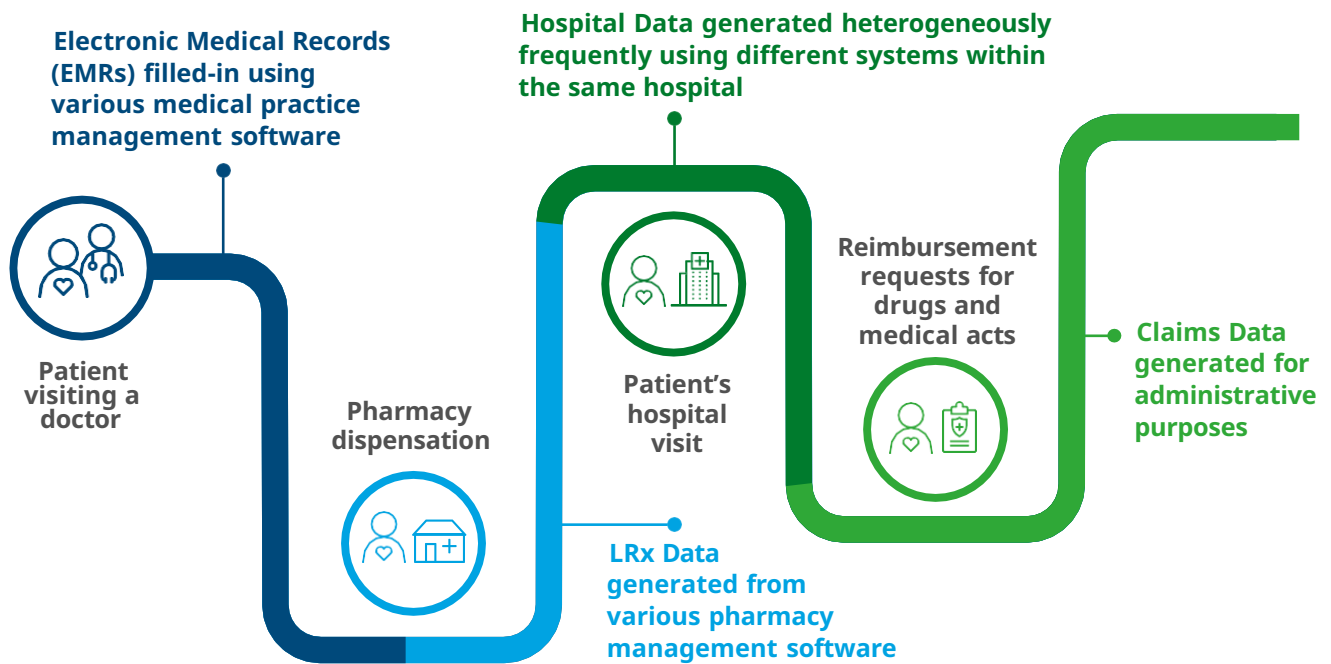 Electronic Medical Records
(EMRs) filled-in using
various medical practice
management software
Patient
visiting a
doctor
Pharmacy
dispensation
LRx Data
generated from
various pharmacy
management software
Hospital Data generated heterogeneously
frequently using different systems within
the same hospital
Patient’s
hospital
visit
Reimbursement
requests for
drugs and
medical acts
Claims Data
generated for
administrative
purposes